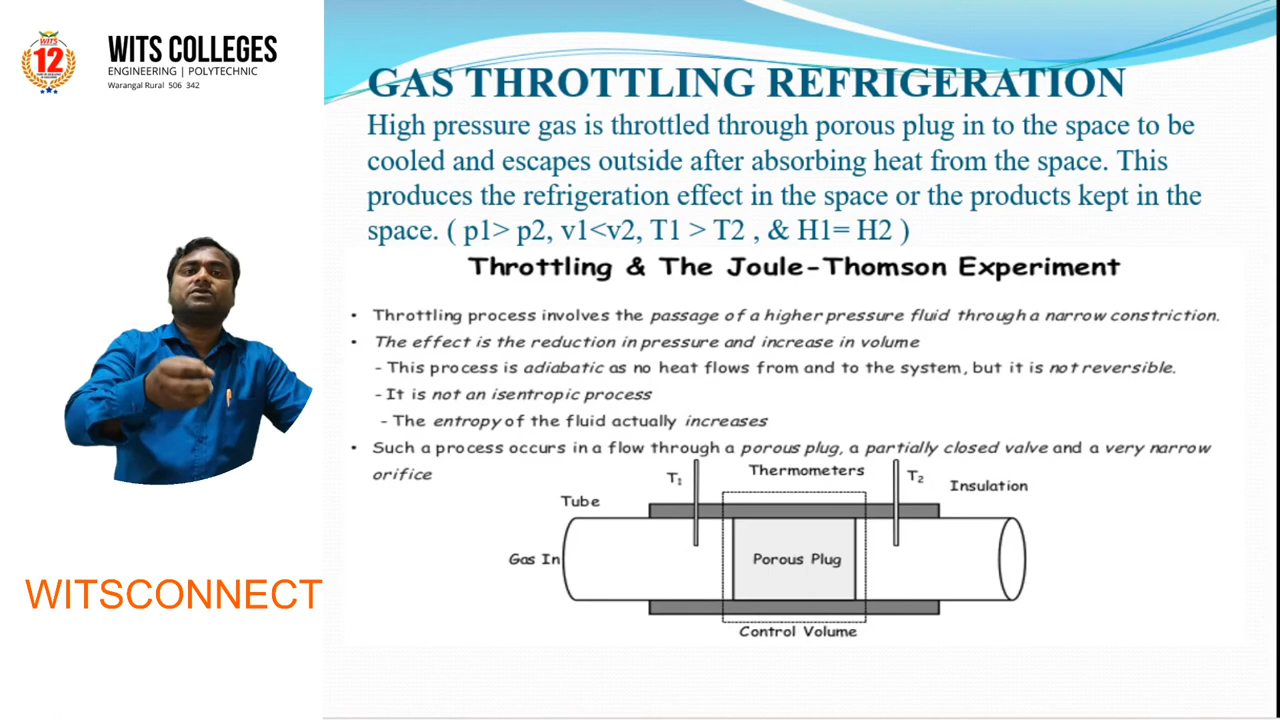 WITS
12
WITS COLLEGES
ENGINEERING | POLYTECHNIC
Warangal Rural 506 342
GAS THROTTLING REFRIGERATION
High pressure gas is throttled through porous plug in to the space to be
cooled and escapes outside after absorbing heat from the space. This
produces the refrigeration effect in the space or the products kept in the
space. ( p1> p2, v1<v2, T1 > T2 , & H1= H2 )
Throttling & The Joule-Thomson Experiment
• Throttling process involves the passage of a higher pressure fluid through a narrow constriction.
• The effect is the reduction in pressure and increase in volume
- This process is adiabatic as no heat flows from and to the system, but it is not reversible.
- It is not an isentropic process
- The entropy of the fluid actually increases
• Such a process occurs in a flow through a porous plug, a partially closed valve and a very narrow
orifice
T1
Thermometers
T2
Insulation
Tube
Gas In
Porous Plug
Control Volume
WITSCONNECT